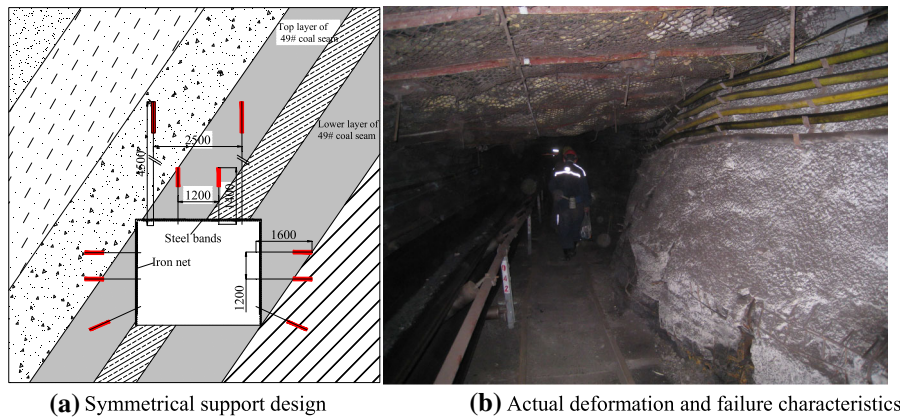 Top layer of
49# coal seam
Lower layer of
49# coal seam
2500
4500
1200
1400
Steel bands
1600
Iron net
1200
(a) Symmetrical support design
(b) Actual deformation and failure characteristics